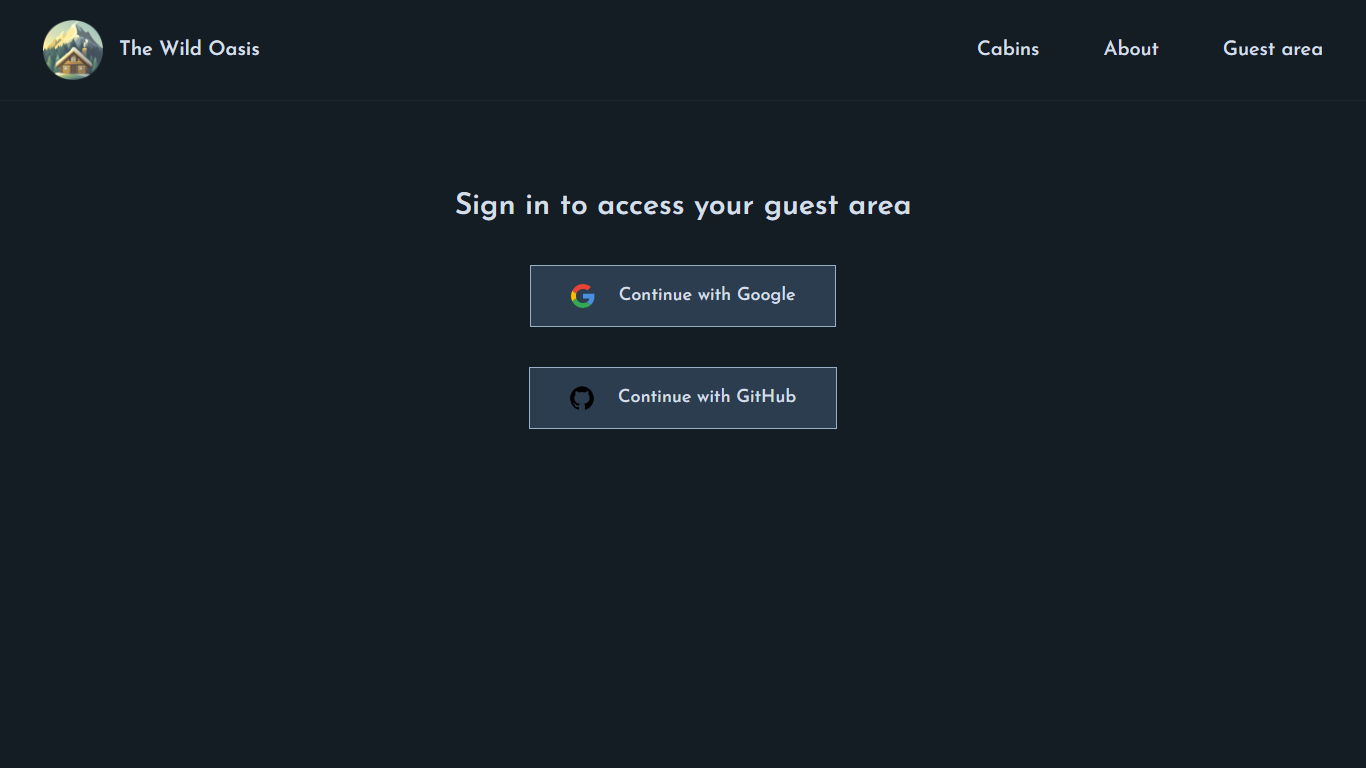 The Wild Oasis
Cabins
About
Guest area
Sign in to access your guest area
Continue with Google
Continue with GitHub